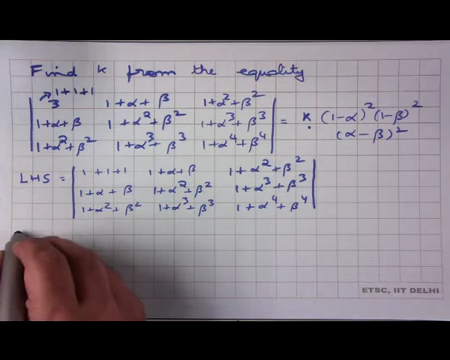 Find k from the equality
| 3 ↗ 1+1+1   1+α+β   1+α²+β² |
| 1+α+β   1+α²+β²   1+α³+β³ | = k (1-α)² (1-β)²
| 1+α²+β²   1+α³+β³   1+α⁴+β⁴ |   (α-β)²
LHS = | 1+1+1   1+α+β   1+α²+β² |
| 1+α+β   1+α²+β²   1+α³+β³ |
| 1+α²+β²   1+α³+β³   1+α⁴+β⁴ |
ETSC, IIT DELHI